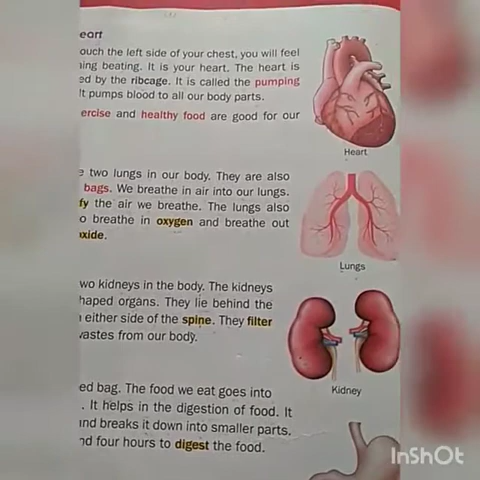 eart
ouch the left side of your chest, you will feel
ing beating. It is your heart. The heart is
ed by the ribcage. It is called the pumping
It pumps blood to all our body parts.
ercise and healthy food are good for our
Heart
two lungs in our body. They are also
bags. We breathe in air into our lungs.
fy the air we breathe. The lungs also
o breathe in oxygen and breathe out
oxide.
Lungs
wo kidneys in the body. The kidneys
haped organs. They lie behind the
either side of the spine. They filter
wastes from our body.
Kidney
ed bag. The food we eat goes into
. It helps in the digestion of food. It
and breaks it down into smaller parts.
nd four hours to digest the food.
InShOt